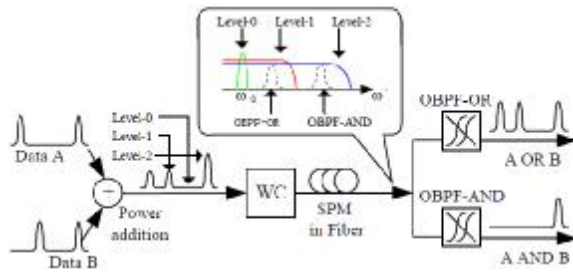 Level-0 Level-1 Level-2
ω₀ ω
OBPF-OR OBPF-AND
Level-0
Level-1
Level-2
Data A
Power
addition
Data B
WC
SPM
in Fiber
OBPF-OR
A OR B
OBPF-AND
A AND B